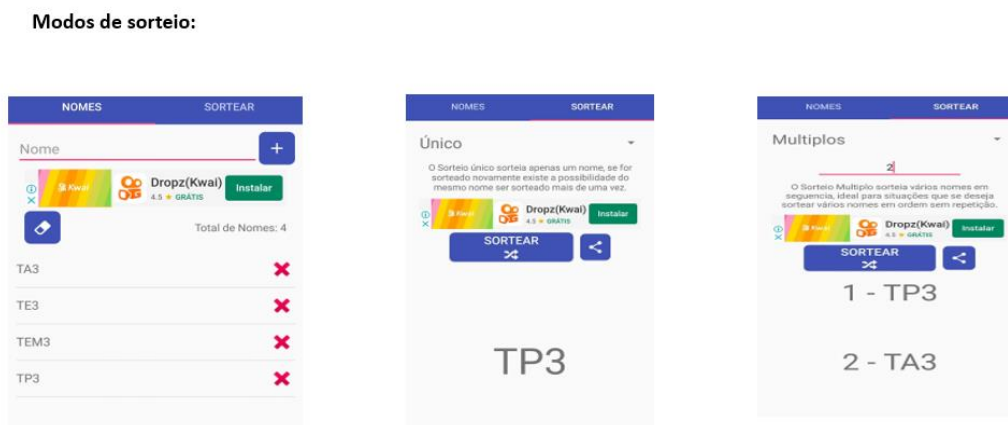 Modos de sorteio:
NOMES
SORTEAR
Nome
+
Kwai
Dropz(Kwai)
4.5 ★ GRÁTIS
Instalar
Total de Nomes: 4
TA3
TE3
TEM3
TP3
NOMES
SORTEAR
Único
O Sorteio único sorteia apenas um nome, se for
sorteado novamente existe a possibilidade do
mesmo nome ser sorteado mais de uma vez.
Kwai
Dropz(Kwai)
4.5 ★ GRÁTIS
Instalar
SORTEAR
TP3
NOMES
SORTEAR
Multiplos
2
O Sorteio Multiplo sorteia vários nomes em
sequencia, ideal para situações que se deseja
sortear vários nomes em ordem sem repetição.
Kwai
Dropz(Kwai)
4.5 ★ GRÁTIS
Instalar
SORTEAR
1 - TP3
2 - TA3